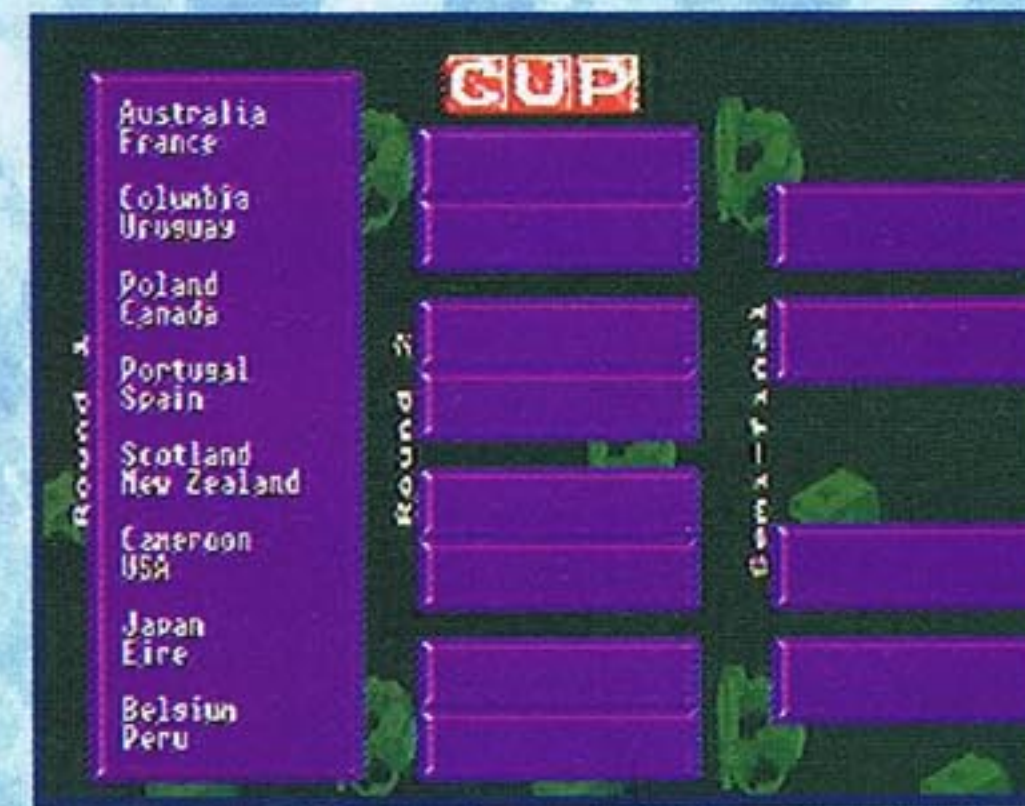 CUP
Round 1
Australia
France
Columbia
Uruguay
Poland
Canada
Portugal
Spain
Scotland
New Zealand
Cameroon
USA
Japan
Eire
Belgium
Peru
Round 2
Semi-final